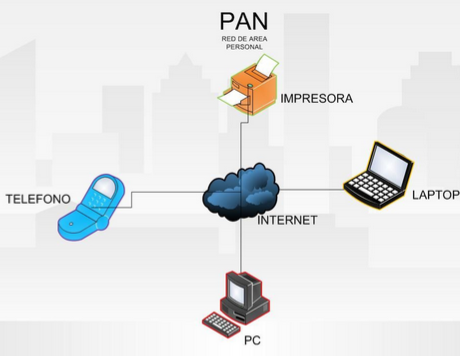 PAN
RED DE AREA
PERSONAL
IMPRESORA
TELEFONO
LAPTOP
INTERNET
PC